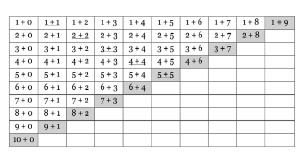 1 + 0 1 + 1 1 + 2 1 + 3 1 + 4 1 + 5 1 + 6 1 + 7 1 + 8 1 + 9
2 + 0 2 + 1 2 + 2 2 + 3 2 + 4 2 + 5 2 + 6 2 + 7 2 + 8
3 + 0 3 + 1 3 + 2 3 + 3 3 + 4 3 + 5 3 + 6 3 + 7
4 + 0 4 + 1 4 + 2 4 + 3 4 + 4 4 + 5 4 + 6
5 + 0 5 + 1 5 + 2 5 + 3 5 + 4 5 + 5
6 + 0 6 + 1 6 + 2 6 + 3 6 + 4
7 + 0 7 + 1 7 + 2 7 + 3
8 + 0 8 + 1 8 + 2
9 + 0 9 + 1
10 + 0